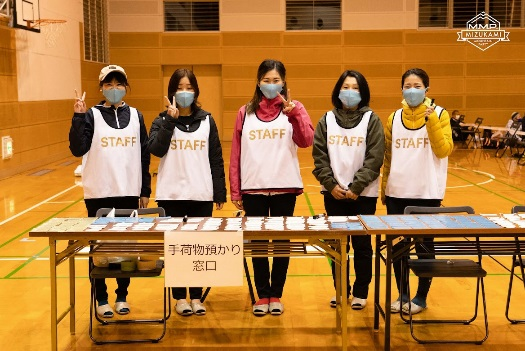 MMP
MIZUKAMI
STAFF
STAFF
STAFF
STAFF
STAFF
手荷物預かり
窓口